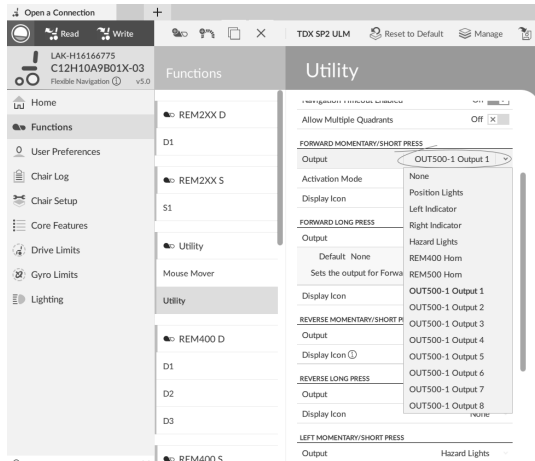 Open a Connection
Read
Write
TDX SP2 ULM
Reset to Default
Manage
LAK-H16166775
C12H10A9B01X-03
Flexible Navigation v5.0
Functions
Utility
Home
Functions
User Preferences
Chair Log
Chair Setup
Core Features
Drive Limits
Gyro Limits
Lighting
REM2XX D
D1
REM2XX S
S1
Utility
Mouse Mover
Utility
REM400 D
D1
D2
D3
REM400 S
Navigation Timeout Enabled Off
Allow Multiple Quadrants Off
FORWARD MOMENTARY/SHORT PRESS
Output OUT500-1 Output 1
Activation Mode
Display Icon
FORWARD LONG PRESS
Output
Default None
Sets the output for Forwa
Display Icon
REVERSE MOMENTARY/SHORT P
Output
Display Icon
REVERSE LONG PRESS
Output
Display Icon None
LEFT MOMENTARY/SHORT PRESS
Output Hazard Lights
None
Position Lights
Left Indicator
Right Indicator
Hazard Lights
REM400 Horn
REM500 Horn
OUT500-1 Output 1
OUT500-1 Output 2
OUT500-1 Output 3
OUT500-1 Output 4
OUT500-1 Output 5
OUT500-1 Output 6
OUT500-1 Output 7
OUT500-1 Output 8